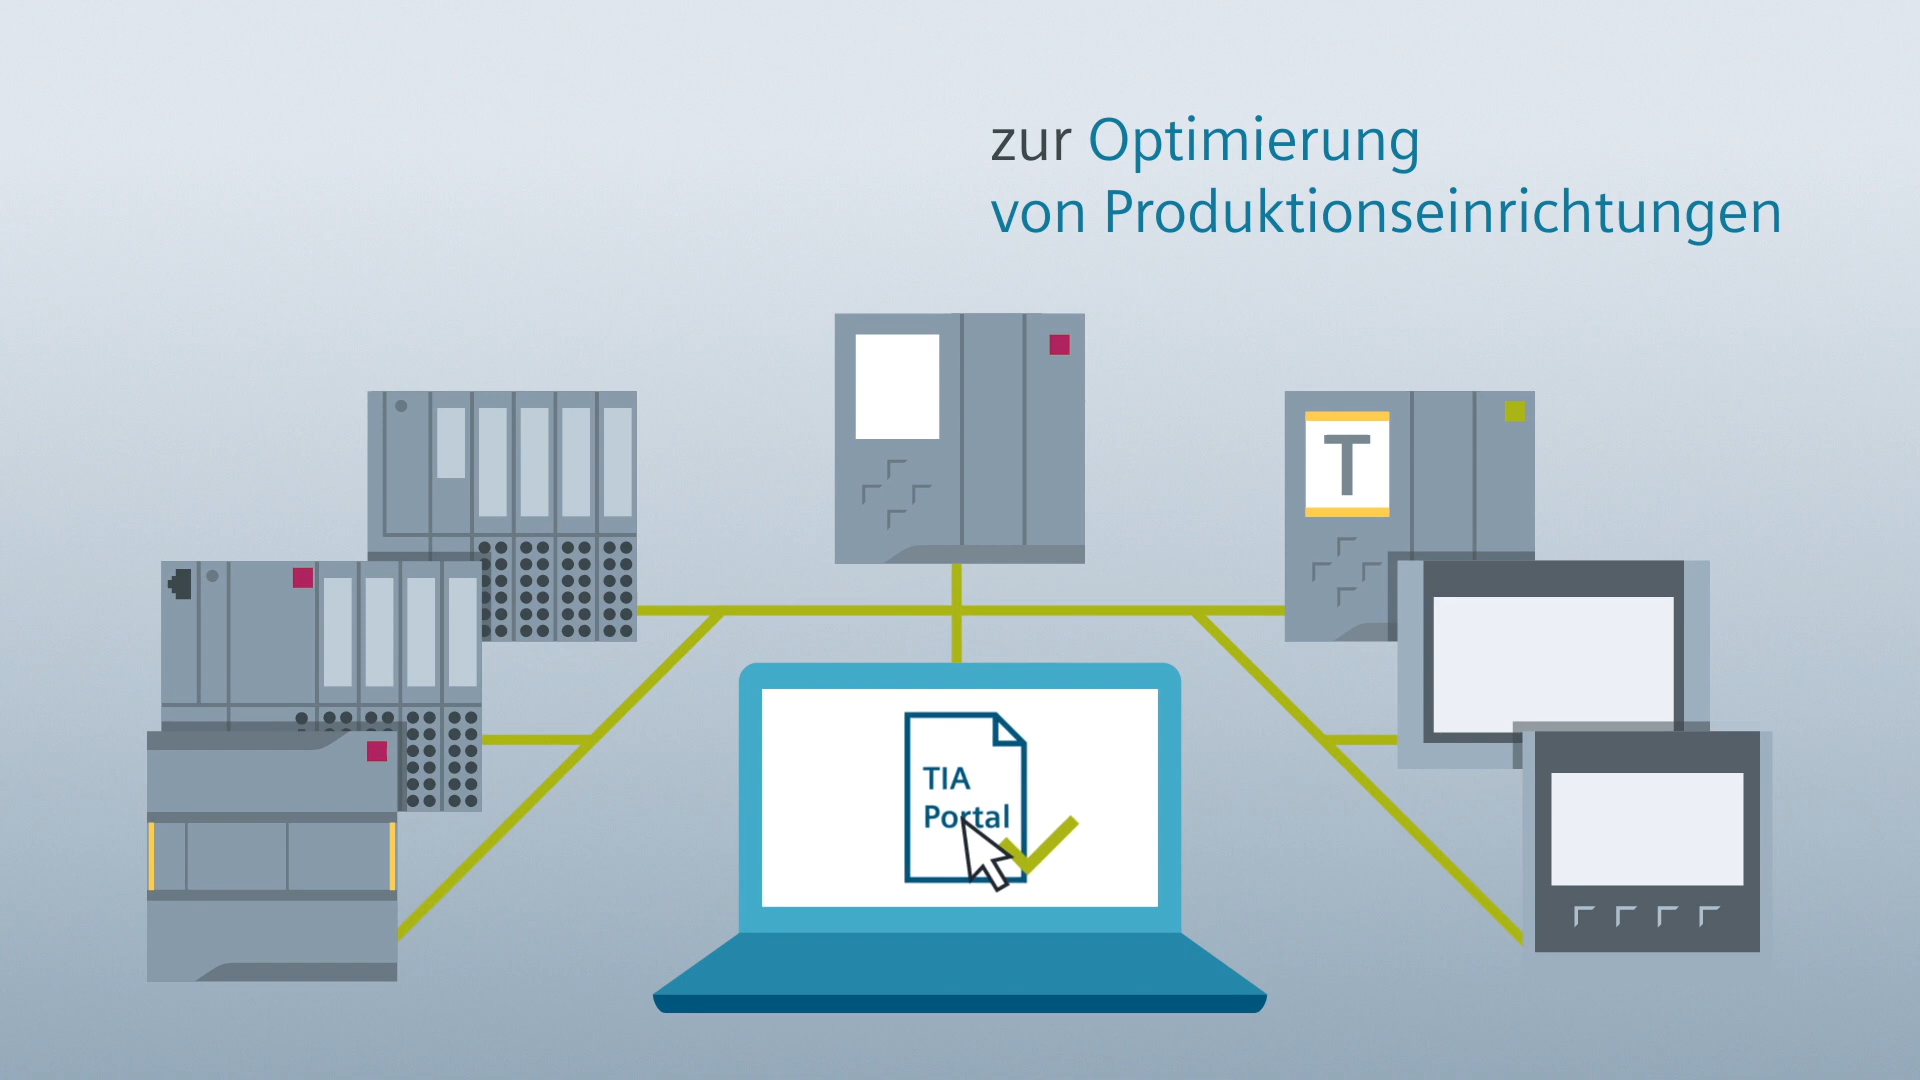 zur Optimierung
von Produktionseinrichtungen
T
TIA
Portal